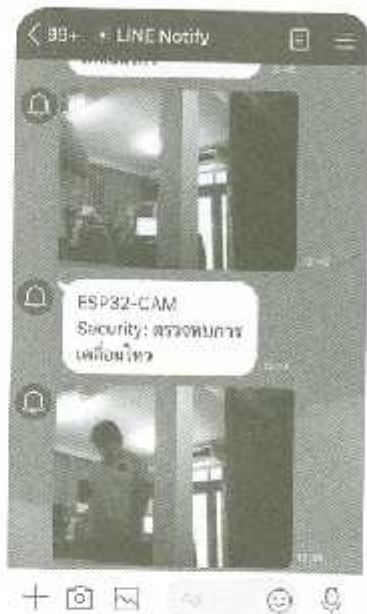 99+ LINE Notify
ESP32-CAM
Security: ตรวจพบการ
เคลื่อนไหว
Aa